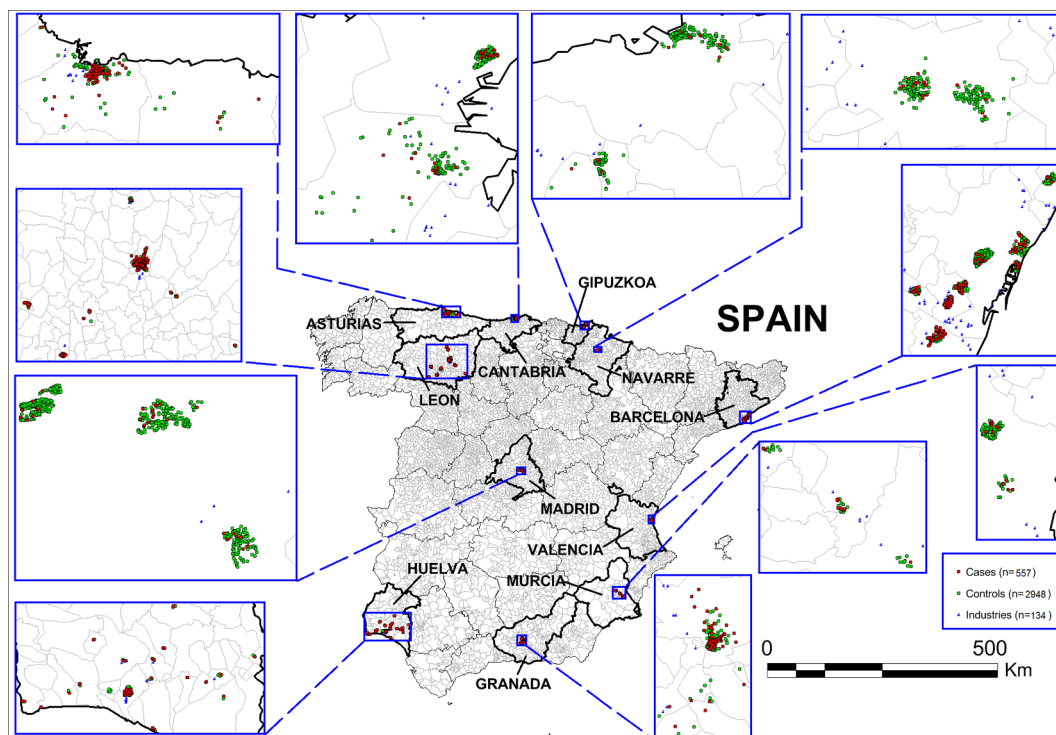 GIPUZKOA
SPAIN
ASTURIAS
CANTABRIA
NAVARRE
LEON
BARCELONA
MADRID
VALENCIA
HUELVA
MURCIA
GRANADA
Cases (n=557)
Controls (n=2948)
Industries (n=134)
0 500
Km